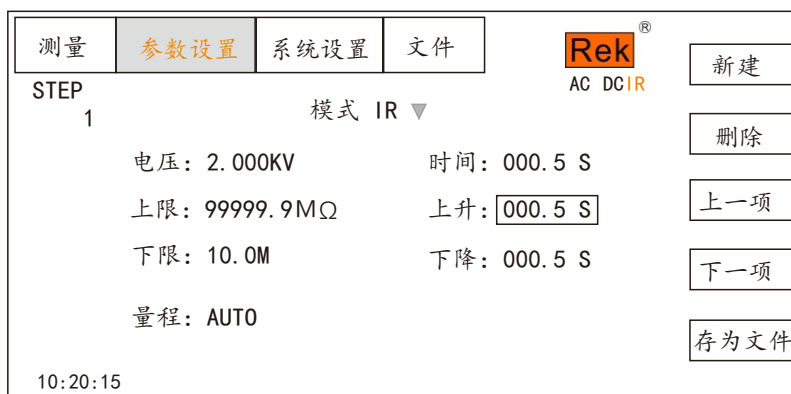 测量 参数设置 系统设置 文件
Rek®
AC DCIR
新建
STEP
1
模式 IR ▼
删除
电压: 2.000KV 时间: 000.5 S
上限: 99999.9MΩ 上升: 000.5 S
上一项
下限: 10.0M 下降: 000.5 S
下一项
量程: AUTO
存为文件
10:20:15